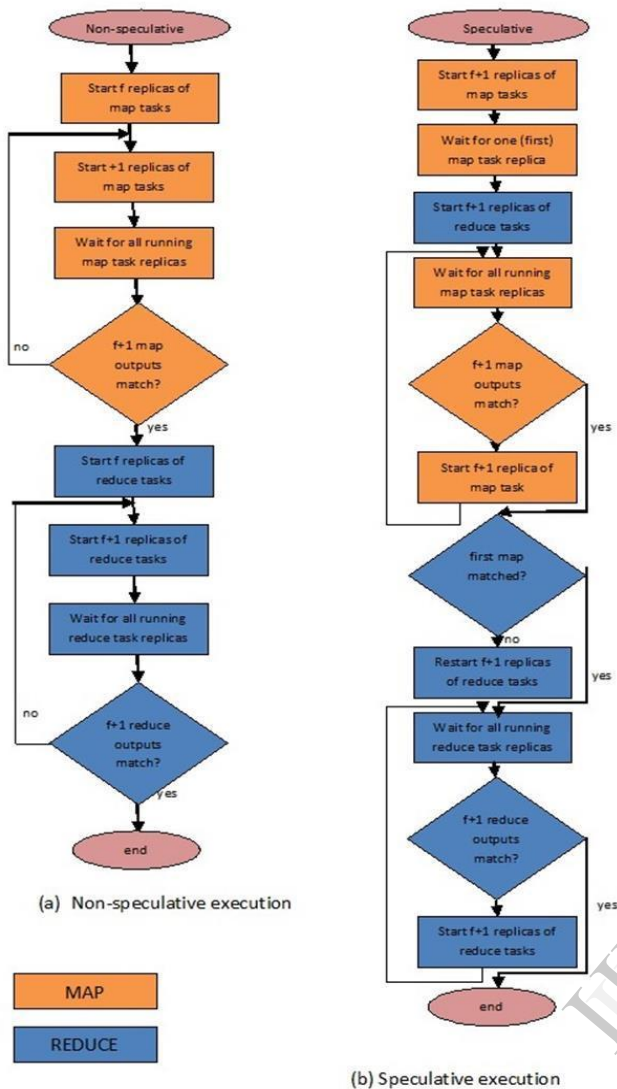 Non-speculative
Start f replicas of
map tasks
Start +1 replicas of
map tasks
Wait for all running
map task replicas
f+1 map
outputs
match?
no
yes
Start f replicas of
reduce tasks
Start f+1 replicas of
reduce tasks
Wait for all running
reduce task replicas
f+1 reduce
outputs
match?
no
yes
end
(a) Non-speculative execution
MAP
REDUCE
Speculative
Start f+1 replicas of
map tasks
Wait for one (first)
map task replica
Start f+1 replicas of
reduce tasks
Wait for all running
map task replicas
f+1 map
outputs
match?
yes
Start f+1 replica of
map task
first map
matched?
no
yes
Restart f+1 replicas
of reduce tasks
Wait for all running
reduce task replicas
f+1 reduce
outputs
match?
yes
Start f+1 replicas of
reduce tasks
end
(b) Speculative execution